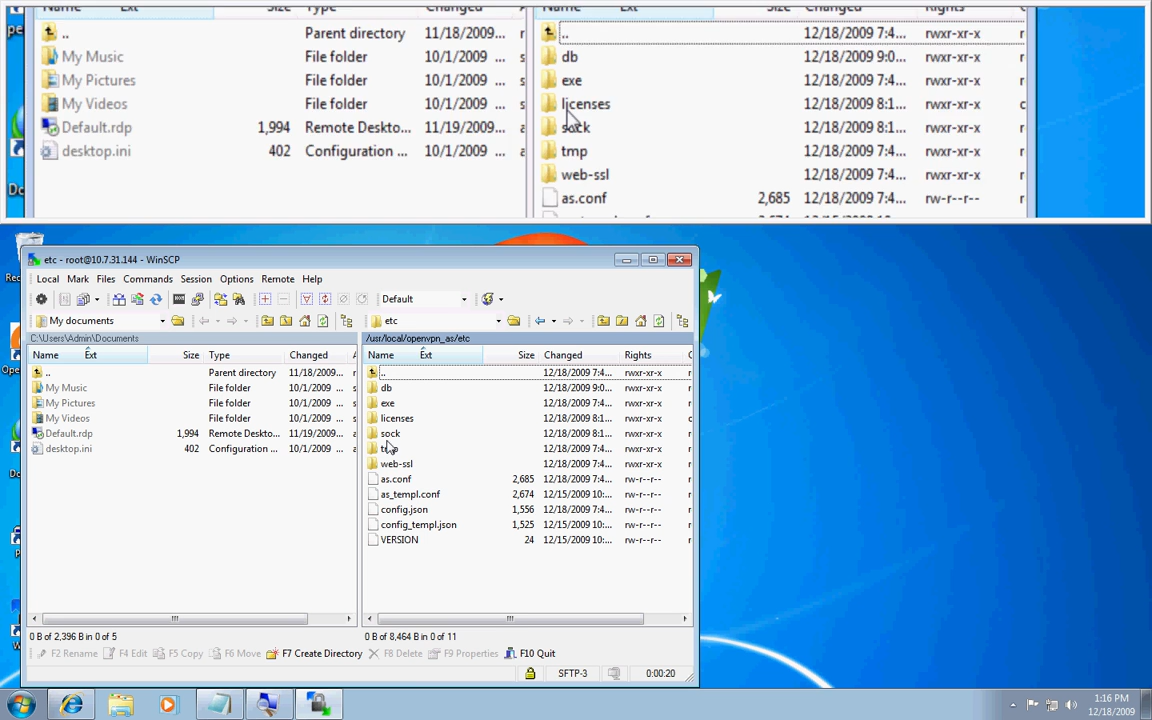 Name Ext Size Type Changed Name Ext Size Changed Rights
.. Parent directory 11/18/2009 ... .. 12/18/2009 7:4... rwxr-xr-x
My Music File folder 10/1/2009 ... s db 12/18/2009 9:0... rwxr-xr-x
My Pictures File folder 10/1/2009 ... s exe 12/18/2009 7:4... rwxr-xr-x
My Videos File folder 10/1/2009 ... s licenses 12/18/2009 8:1... rwxr-xr-x
Default.rdp 1,994 Remote Deskto... 11/19/2009... sock 12/18/2009 8:1... rwxr-xr-x
desktop.ini 402 Configuration ... 10/1/2009 ... tmp 12/18/2009 7:4... rwxr-xr-x
web-ssl 12/18/2009 7:4... rwxr-xr-x
as.conf 2,685 12/18/2009 7:4... rw-r--r--
etc - root@10.7.31.144 - WinSCP
Local Mark Files Commands Session Options Remote Help
Default
My documents etc
C:\Users\Admin\Documents /usr/local/openvpn_as/etc
Name Ext Size Type Changed Name Ext Size Changed Rights
.. Parent directory 11/18/2009... .. 12/18/2009 7:4... rwxr-xr-x
My Music File folder 10/1/2009 ... db 12/18/2009 9:0... rwxr-xr-x
My Pictures File folder 10/1/2009 ... exe 12/18/2009 7:4... rwxr-xr-x
My Videos File folder 10/1/2009 ... licenses 12/18/2009 8:1... rwxr-xr-x
Default.rdp 1,994 Remote Deskto... 11/19/2009... sock 12/18/2009 8:1... rwxr-xr-x
desktop.ini 402 Configuration ... 10/1/2009 ... tmp 12/18/2009 7:4... rwxr-xr-x
web-ssl 12/18/2009 7:4... rwxr-xr-x
as.conf 2,685 12/18/2009 7:4... rw-r--r--
as_templ.conf 2,674 12/15/2009 10:... rw-r--r--
config.json 1,556 12/18/2009 7:4... rw-r--r--
config_templ.json 1,525 12/15/2009 10:... rw-r--r--
VERSION 24 12/15/2009 10:... rw-r--r--
0 B of 2,396 B in 0 of 5 0 B of 8,464 B in 0 of 11
F2 Rename F4 Edit F5 Copy F6 Move F7 Create Directory F8 Delete F9 Properties F10 Quit
SFTP-3 0:00:20
1:16 PM
12/18/2009